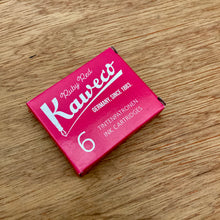 Ruby Red
Kaweco
GERMANY, SINCE 1883.
6
TINTENPATRONEN
INK CARTRIDGES